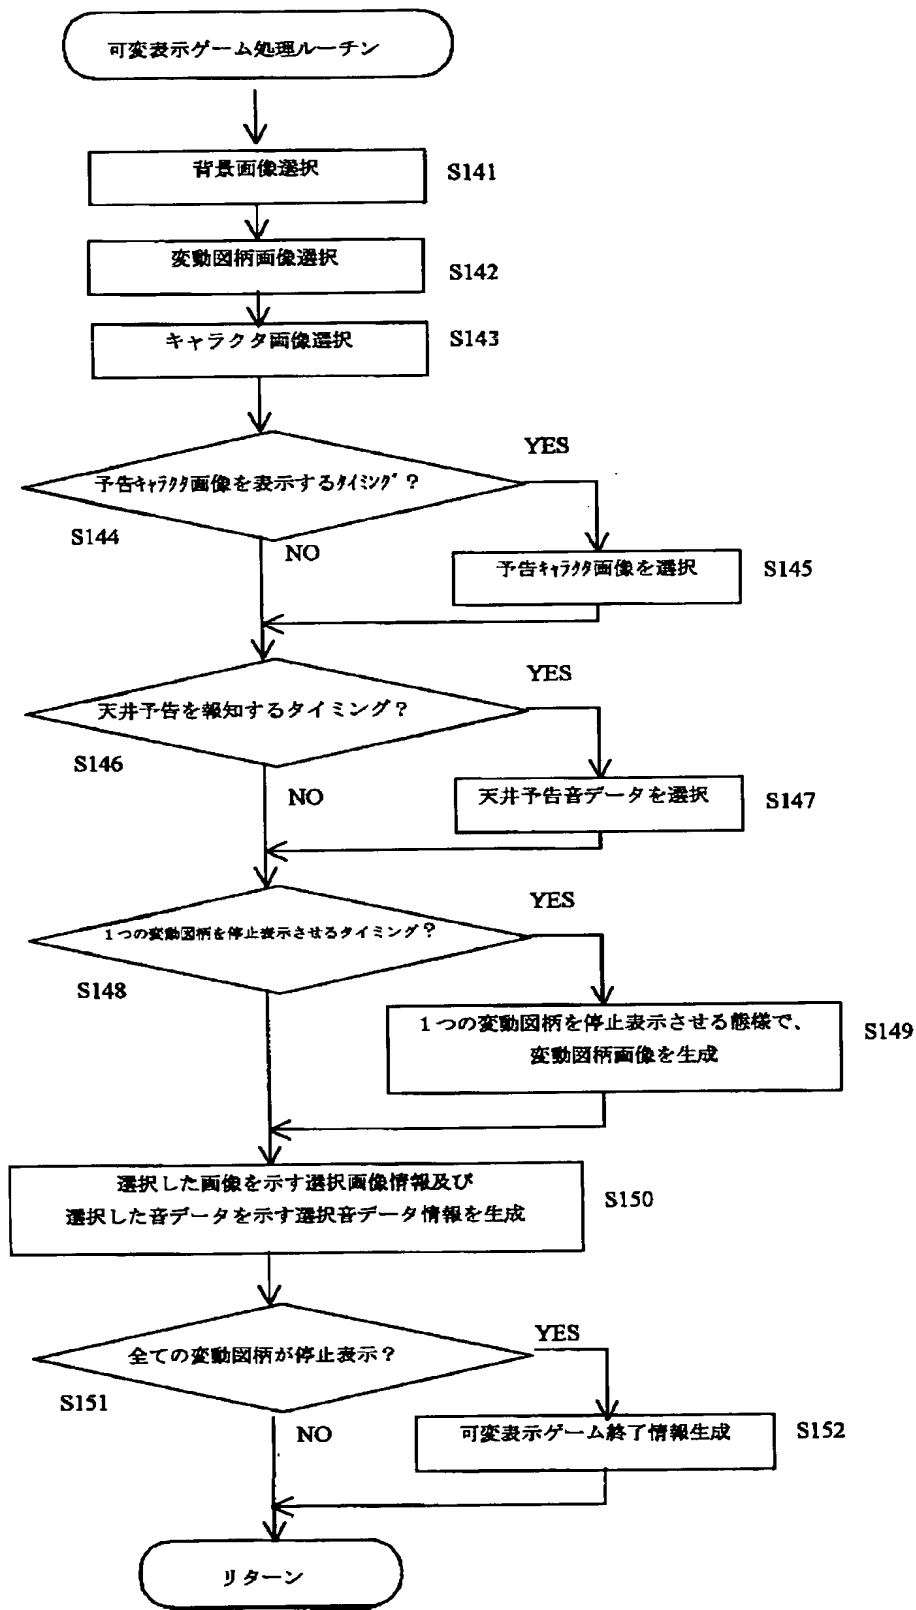 可変表示ゲーム処理ルーチン
背景画像選択
S141
変動図柄画像選択
S142
キャラクタ画像選択
S143
YES
予告ｷｬﾗｸﾀ画像を表示するﾀｲﾐﾝｸﾞ？
S144
NO
予告ｷｬﾗｸﾀ画像を選択
S145
YES
天井予告を報知するタイミング？
S146
NO
天井予告音データを選択
S147
YES
１つの変動図柄を停止表示させるタイミング？
S148
１つの変動図柄を停止表示させる態様で、
変動図柄画像を生成
S149
選択した画像を示す選択画像情報及び
選択した音データを示す選択音データ情報を生成
S150
YES
全ての変動図柄が停止表示？
S151
NO
可変表示ゲーム終了情報生成
S152
リターン